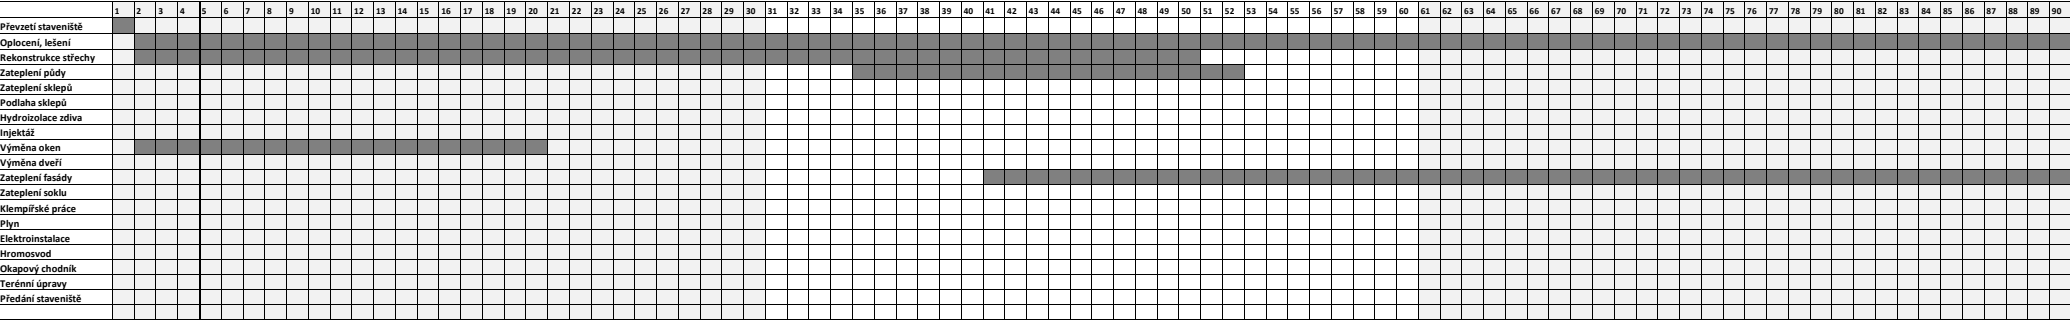 1 2 3 4 5 6 7 8 9 10 11 12 13 14 15 16 17 18 19 20 21 22 23 24 25 26 27 28 29 30 31 32 33 34 35 36 37 38 39 40 41 42 43 44 45 46 47 48 49 50 51 52 53 54 55 56 57 58 59 60 61 62 63 64 65 66 67 68 69 70 71 72 73 74 75 76 77 78 79 80 81 82 83 84 85 86 87 88 89 90
Převzetí staveniště
Oplocení, lešení
Rekonstrukce střechy
Zateplení půdy
Zateplení sklepů
Podlaha sklepů
Hydroizolace zdiva
Injektáž
Výměna oken
Výměna dveří
Zateplení fasády
Zateplení soklu
Klempířské práce
Plyn
Elektroinstalace
Hromosvod
Okapový chodník
Terénní úpravy
Předání staveniště